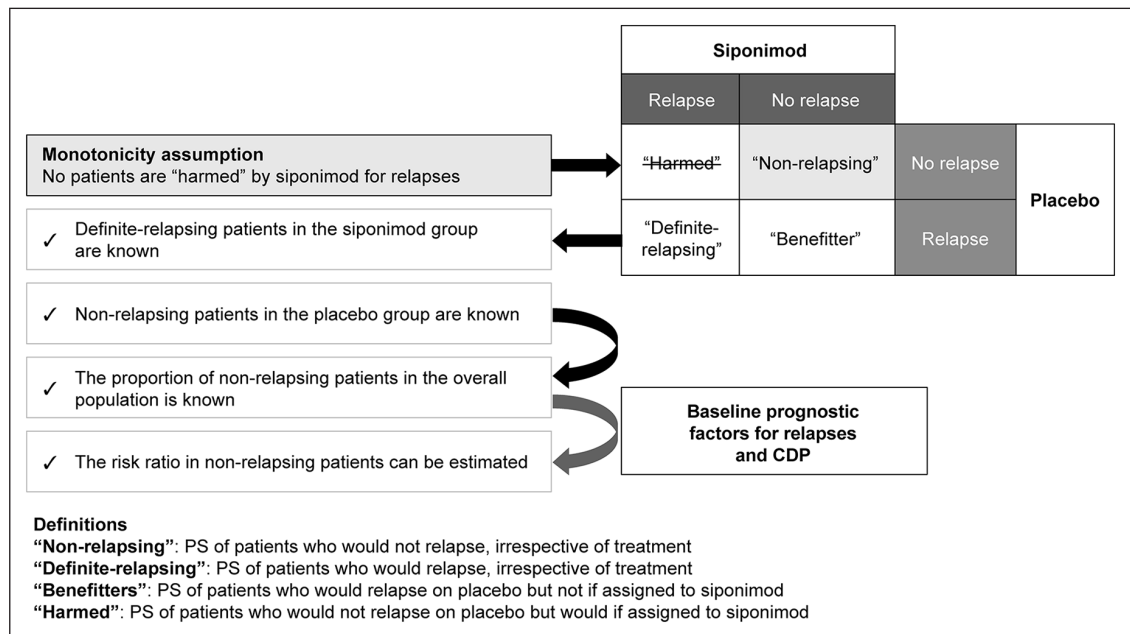 Siponimod
Relapse
No relapse
Monotonicity assumption
No patients are “harmed” by siponimod for relapses
“Harmed”
“Non-relapsing”
No relapse
Placebo
✓ Definite-relapsing patients in the siponimod group
are known
“Definite-
relapsing”
“Benefitter”
Relapse
✓ Non-relapsing patients in the placebo group are known
✓ The proportion of non-relapsing patients in the overall
population is known
Baseline prognostic
factors for relapses
and CDP
✓ The risk ratio in non-relapsing patients can be estimated
Definitions
“Non-relapsing”: PS of patients who would not relapse, irrespective of treatment
“Definite-relapsing”: PS of patients who would relapse, irrespective of treatment
“Benefitters”: PS of patients who would relapse on placebo but not if assigned to siponimod
“Harmed”: PS of patients who would not relapse on placebo but would if assigned to siponimod